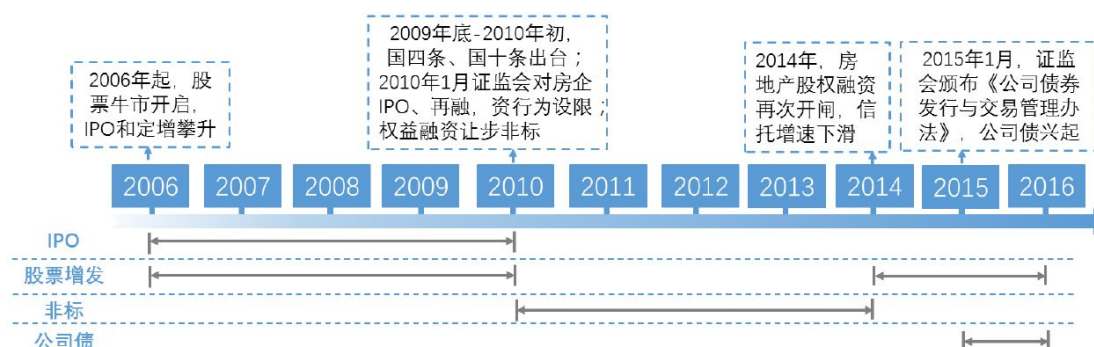 2006年起，股
票牛市开启，
IPO和定增攀升
2009年底-2010年初，
国四条、国十条出台；
2010年1月证监会对房企
IPO、再融，资行为设限；
权益融资让步非标
2014年，房
地产股权融资
再次开闸，信
托增速下滑
2015年1月，证监
会颁布《公司债券
发行与交易管理办
法》，公司债兴起
2006 2007 2008 2009 2010 2011 2012 2013 2014 2015 2016
IPO
股票增发
非标
公司债